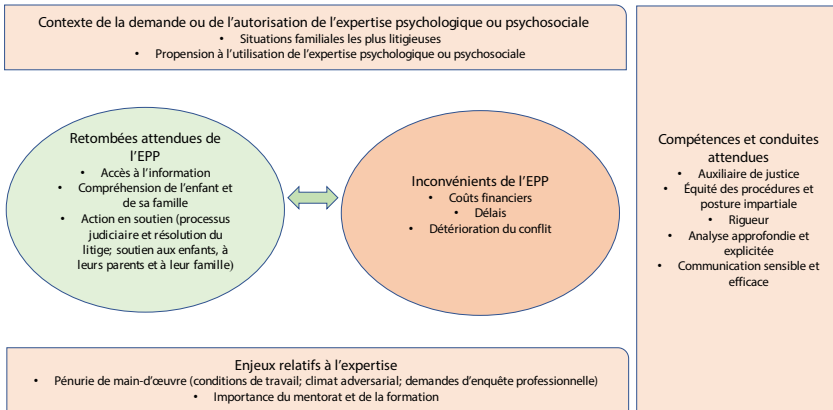 Contexte de la demande ou de l'autorisation de l'expertise psychologique ou psychosociale
• Situations familiales les plus litigieuses
• Propension à l'utilisation de l'expertise psychologique ou psychosociale
Retombées attendues de
l'EPP
• Accès à l'information
• Compréhension de l'enfant et
de sa famille
• Action en soutien (processus
judiciaire et résolution du
litige; soutien aux enfants, à
leurs parents et à leur famille)
Inconvénients de l'EPP
• Coûts financiers
• Délais
• Détérioration du conflit
Compétences et conduites
attendues
• Auxiliaire de justice
• Équité des procédures et
posture impartiale
• Rigueur
• Analyse approfondie et
explicitée
• Communication sensible et
efficace
Enjeux relatifs à l'expertise
• Pénurie de main-d'œuvre (conditions de travail; climat adversarial; demandes d'enquête professionnelle)
• Importance du mentorat et de la formation